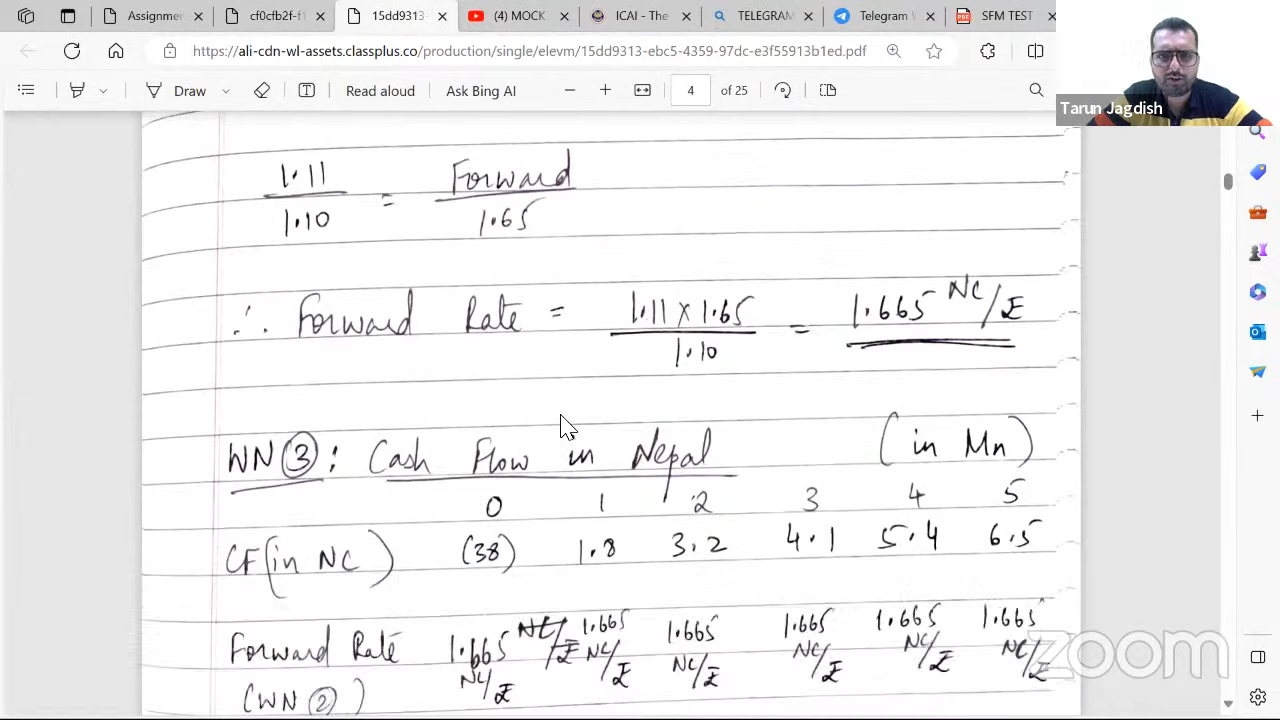 Assignment
0cctb2f-f1
15dd9313
(4) MOCK
ICAI - The
TELEGRAM
Telegram
SFM TEST
https://ali-cdn-wl-assets.classplus.co/production/single/elevm/15dd9313-ebc5-4359-97dc-e3f55913b1ed.pdf
Draw
Read aloud
Ask Bing AI
4 of 25
Tarun Jagdish
1.11 / 1.10 = Forward / 1.65
∴ Forward Rate = 1.11 x 1.65 / 1.10 = 1.665 NC/£
WN ③ : Cash Flow in Nepal (in Mn)
0 1 2 3 4 5
CF (in NC) (38) 1.8 3.2 4.1 5.4 6.5
Forward Rate 1.665 NC/£ 1.665 NC/£ 1.665 NC/£ 1.665 NC/£ 1.665 NC/£ 1.665 NC/£
(WN ②)
zoom